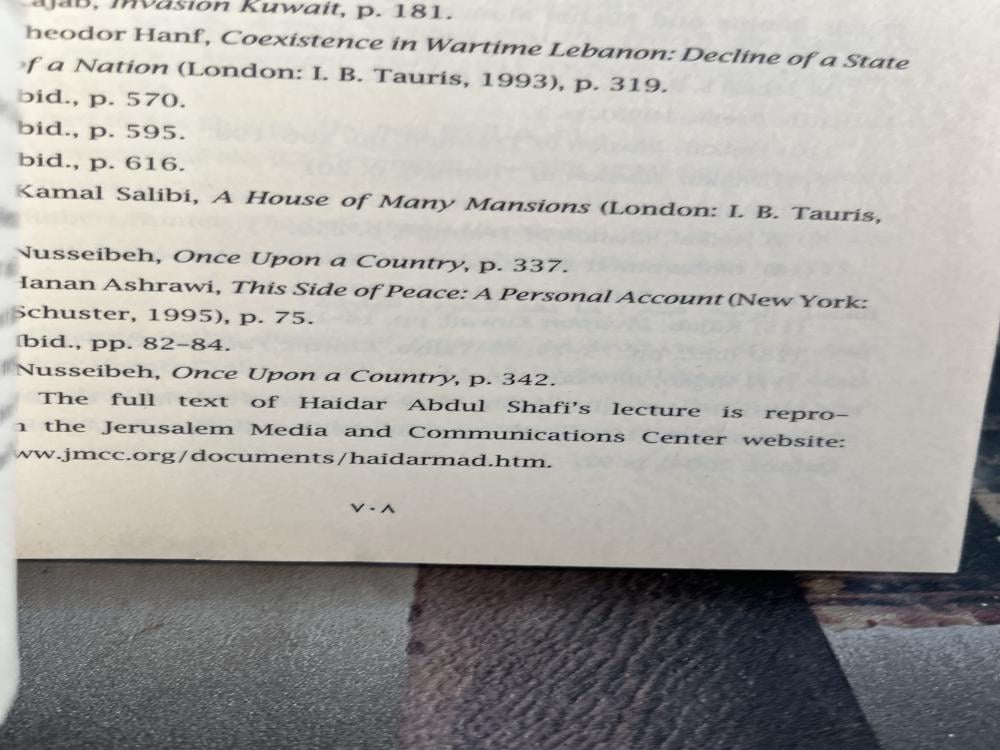 Invasion Kuwait, p. 181.
heodor Hanf, Coexistence in Wartime Lebanon: Decline of a State
f a Nation (London: I. B. Tauris, 1993), p. 319.
bid., p. 570.
bid., p. 595.
bid., p. 616.
Kamal Salibi, A House of Many Mansions (London: I. B. Tauris,
Nusseibeh, Once Upon a Country, p. 337.
Hanan Ashrawi, This Side of Peace: A Personal Account (New York:
Schuster, 1995), p. 75.
Ibid., pp. 82–84.
Nusseibeh, Once Upon a Country, p. 342.
The full text of Haidar Abdul Shafi's lecture is repro–
n the Jerusalem Media and Communications Center website:
ww.jmcc.org/documents/haidarmad.htm.
٧٠٨